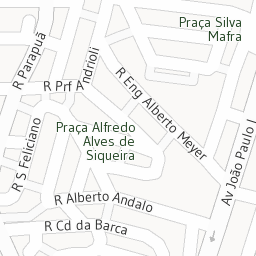 Praça Silva
Mafra
R Parapuã
R Prf Andrioli
R Eng Alberto Meyer
Praça Alfredo
Alves de
Siqueira
R S Feliciano
Av João Paulo I
R Alberto Andalo
R Cd da Barca